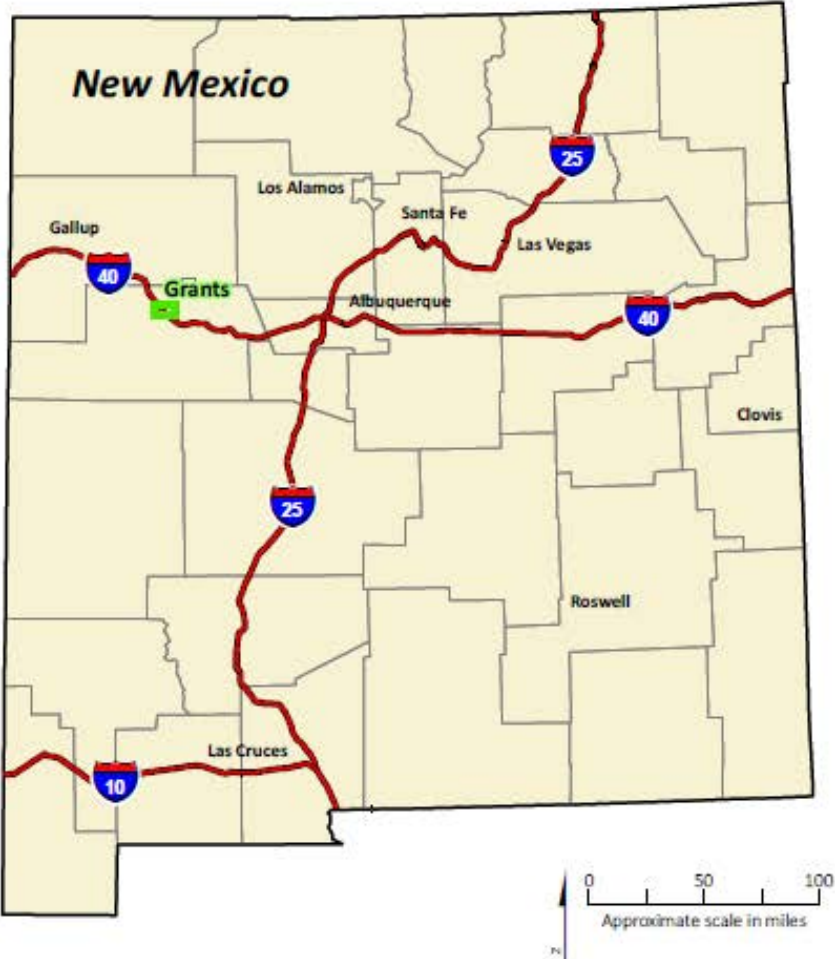 New Mexico
25
Los Alamos
Santa Fe
Gallup
Las Vegas
40
Grants
Albuquerque
40
Clovis
25
Roswell
Las Cruces
10
0 50 100
Approximate scale in miles
N